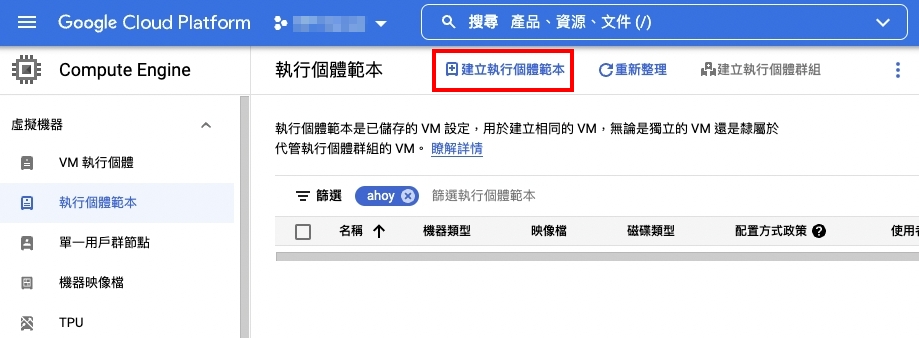 Google Cloud Platform
搜尋 產品、資源、文件 (/)
Compute Engine
執行個體範本
建立執行個體範本
重新整理
建立執行個體群組
虛擬機器
VM 執行個體
執行個體範本
單一用戶群節點
機器映像檔
TPU
執行個體範本是已儲存的 VM 設定，用於建立相同的 VM，無論是獨立的 VM 還是隸屬於
代管執行個體群組的 VM。 瞭解詳情
篩選 ahoy 篩選執行個體範本
名稱 機器類型 映像檔 磁碟類型 配置方式政策 使用者